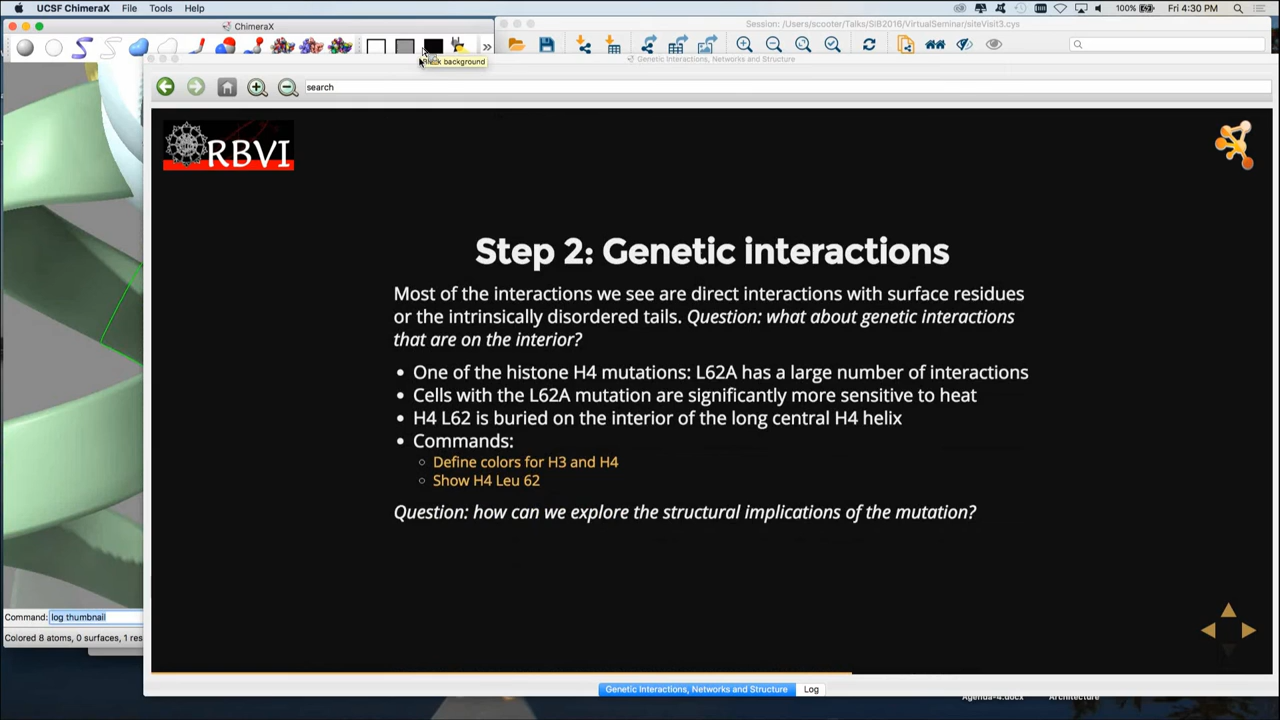 UCSF ChimeraX File Tools Help 100% Fri 4:30 PM
ChimeraX
Session: /Users/scooter/Talks/SIB2016/VirtualSeminar/siteVisit3.cys
background
Genetic Interactions, Networks and Structure
search
RBVI
Step 2: Genetic interactions
Most of the interactions we see are direct interactions with surface residues
or the intrinsically disordered tails. Question: what about genetic interactions
that are on the interior?
• One of the histone H4 mutations: L62A has a large number of interactions
• Cells with the L62A mutation are significantly more sensitive to heat
• H4 L62 is buried on the interior of the long central H4 helix
• Commands:
○ Define colors for H3 and H4
○ Show H4 Leu 62
Question: how can we explore the structural implications of the mutation?
Command: log thumbnail
Colored 8 atoms, 0 surfaces, 1 res
Genetic Interactions, Networks and Structure Log
Agenda-4.docx Architecture